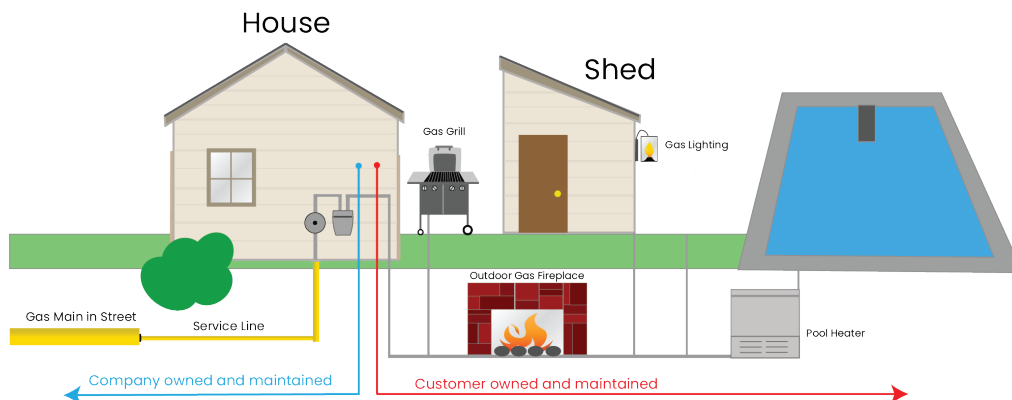 House
Shed
Gas Grill
Gas Lighting
Outdoor Gas Fireplace
Gas Main in Street
Service Line
Pool Heater
Company owned and maintained
Customer owned and maintained